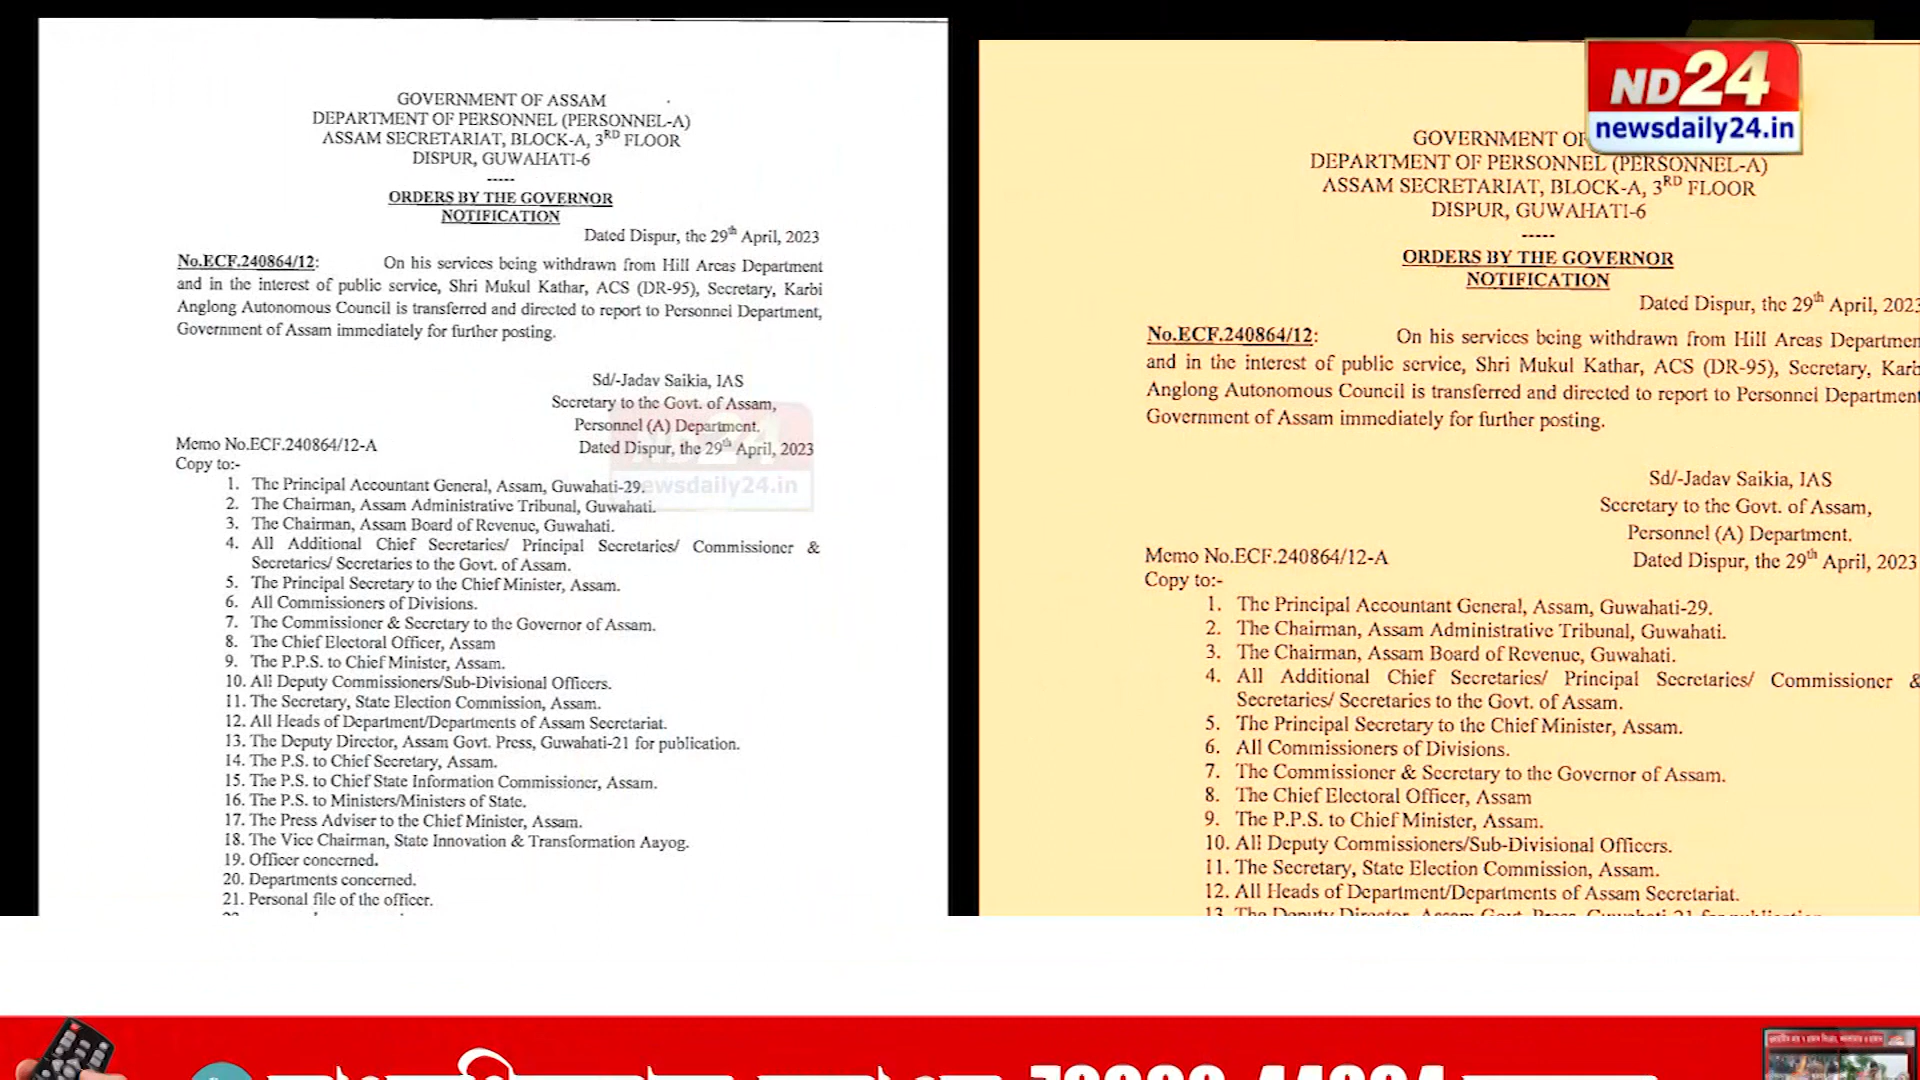 GOVERNMENT OF ASSAM
DEPARTMENT OF PERSONNEL (PERSONNEL-A)
ASSAM SECRETARIAT, BLOCK-A, 3RD FLOOR
DISPUR, GUWAHATI-6
-----
ORDERS BY THE GOVERNOR
NOTIFICATION
Dated Dispur, the 29th April, 2023
No.ECF.240864/12: On his services being withdrawn from Hill Areas Department
and in the interest of public service, Shri Mukul Kathar, ACS (DR-95), Secretary, Karbi
Anglong Autonomous Council is transferred and directed to report to Personnel Department,
Government of Assam immediately for further posting.
Sd/-Jadav Saikia, IAS
Secretary to the Govt. of Assam,
Personnel (A) Department.
Memo No.ECF.240864/12-A Dated Dispur, the 29th April, 2023
Copy to:-
1. The Principal Accountant General, Assam, Guwahati-29.
2. The Chairman, Assam Administrative Tribunal, Guwahati.
3. The Chairman, Assam Board of Revenue, Guwahati.
4. All Additional Chief Secretaries/ Principal Secretaries/ Commissioner &
Secretaries/ Secretaries to the Govt. of Assam.
5. The Principal Secretary to the Chief Minister, Assam.
6. All Commissioners of Divisions.
7. The Commissioner & Secretary to the Governor of Assam.
8. The Chief Electoral Officer, Assam
9. The P.P.S. to Chief Minister, Assam.
10. All Deputy Commissioners/Sub-Divisional Officers.
11. The Secretary, State Election Commission, Assam.
12. All Heads of Department/Departments of Assam Secretariat.
13. The Deputy Director, Assam Govt. Press, Guwahati-21 for publication.
14. The P.S. to Chief Secretary, Assam.
15. The P.S. to Chief State Information Commissioner, Assam.
16. The P.S. to Ministers/Ministers of State.
17. The Press Adviser to the Chief Minister, Assam.
18. The Vice Chairman, State Innovation & Transformation Aayog.
19. Officer concerned.
20. Departments concerned.
21. Personal file of the officer.
ND24
newsdaily24.in
ND24
newsdaily24.in
GOVERNMENT OF
DEPARTMENT OF PERSONNEL (PERSONNEL-A)
ASSAM SECRETARIAT, BLOCK-A, 3RD FLOOR
DISPUR, GUWAHATI-6
-----
ORDERS BY THE GOVERNOR
NOTIFICATION
Dated Dispur, the 29th April, 2023
No.ECF.240864/12: On his services being withdrawn from Hill Areas Departmen
and in the interest of public service, Shri Mukul Kathar, ACS (DR-95), Secretary, Karb
Anglong Autonomous Council is transferred and directed to report to Personnel Department
Government of Assam immediately for further posting.
Sd/-Jadav Saikia, IAS
Secretary to the Govt. of Assam,
Personnel (A) Department.
Memo No.ECF.240864/12-A Dated Dispur, the 29th April, 2023
Copy to:-
1. The Principal Accountant General, Assam, Guwahati-29.
2. The Chairman, Assam Administrative Tribunal, Guwahati.
3. The Chairman, Assam Board of Revenue, Guwahati.
4. All Additional Chief Secretaries/ Principal Secretaries/ Commissioner &
Secretaries/ Secretaries to the Govt. of Assam.
5. The Principal Secretary to the Chief Minister, Assam.
6. All Commissioners of Divisions.
7. The Commissioner & Secretary to the Governor of Assam.
8. The Chief Electoral Officer, Assam
9. The P.P.S. to Chief Minister, Assam.
10. All Deputy Commissioners/Sub-Divisional Officers.
11. The Secretary, State Election Commission, Assam.
12. All Heads of Department/Departments of Assam Secretariat.
13. The Deputy Director, Assam Govt. Press, Guwahati-21 for publication.